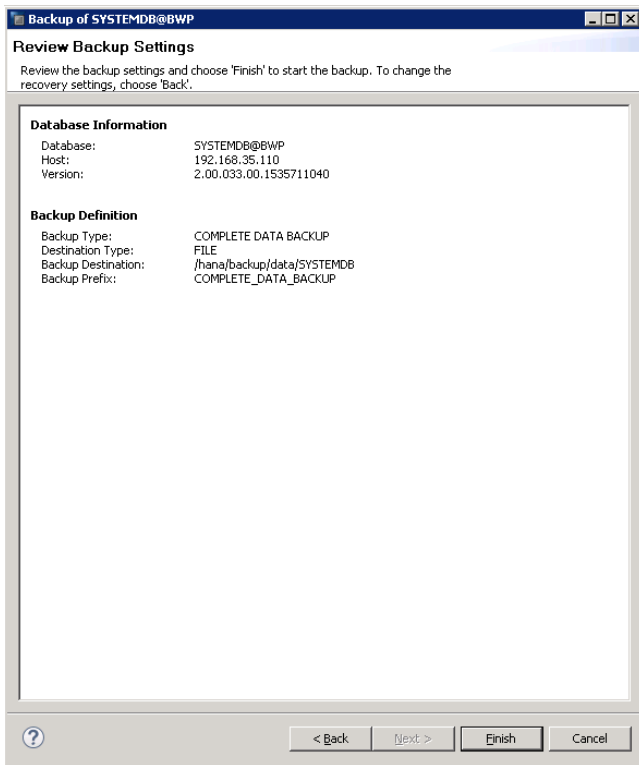 Backup of SYSTEMDB@BWP
Review Backup Settings
Review the backup settings and choose 'Finish' to start the backup. To change the
recovery settings, choose 'Back'.
Database Information
Database: SYSTEMDB@BWP
Host: 192.168.35.110
Version: 2.00.033.00.1535711040
Backup Definition
Backup Type: COMPLETE DATA BACKUP
Destination Type: FILE
Backup Destination: /hana/backup/data/SYSTEMDB
Backup Prefix: COMPLETE_DATA_BACKUP
? < Back Next > Finish Cancel